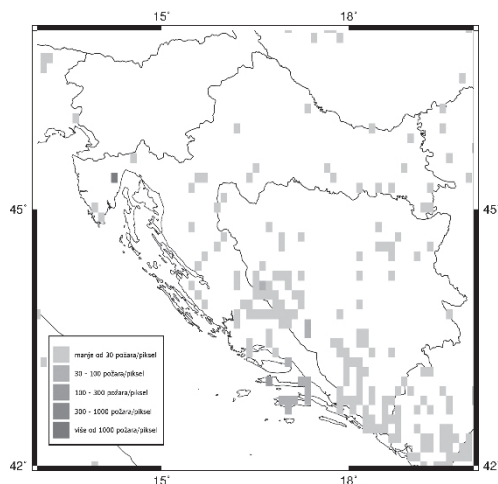 15°
18°
45°
45
manje od 30 požara/piksel
30 - 100 požara/piksel
100 - 300 požara/piksel
300 - 1000 požara/piksel
više od 1000 požara/piksel
42°
42
15°
18°